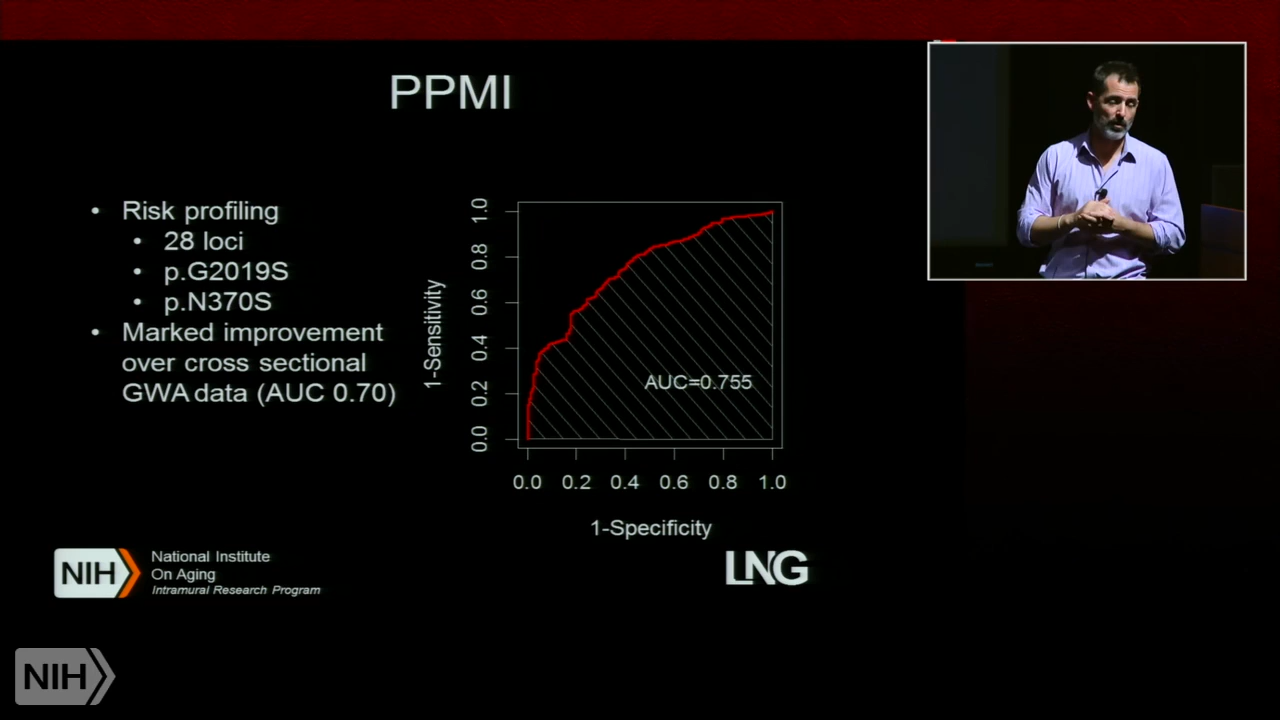 PPMI
• Risk profiling
• 28 loci
• p.G2019S
• p.N370S
• Marked improvement
over cross sectional
GWA data (AUC 0.70)
1-Sensitivity
1.0
0.8
0.6
0.4
0.2
0.0
AUC=0.755
0.0 0.2 0.4 0.6 0.8 1.0
1-Specificity
NIH
National Institute
On Aging
Intramural Research Program
LNG
NIH